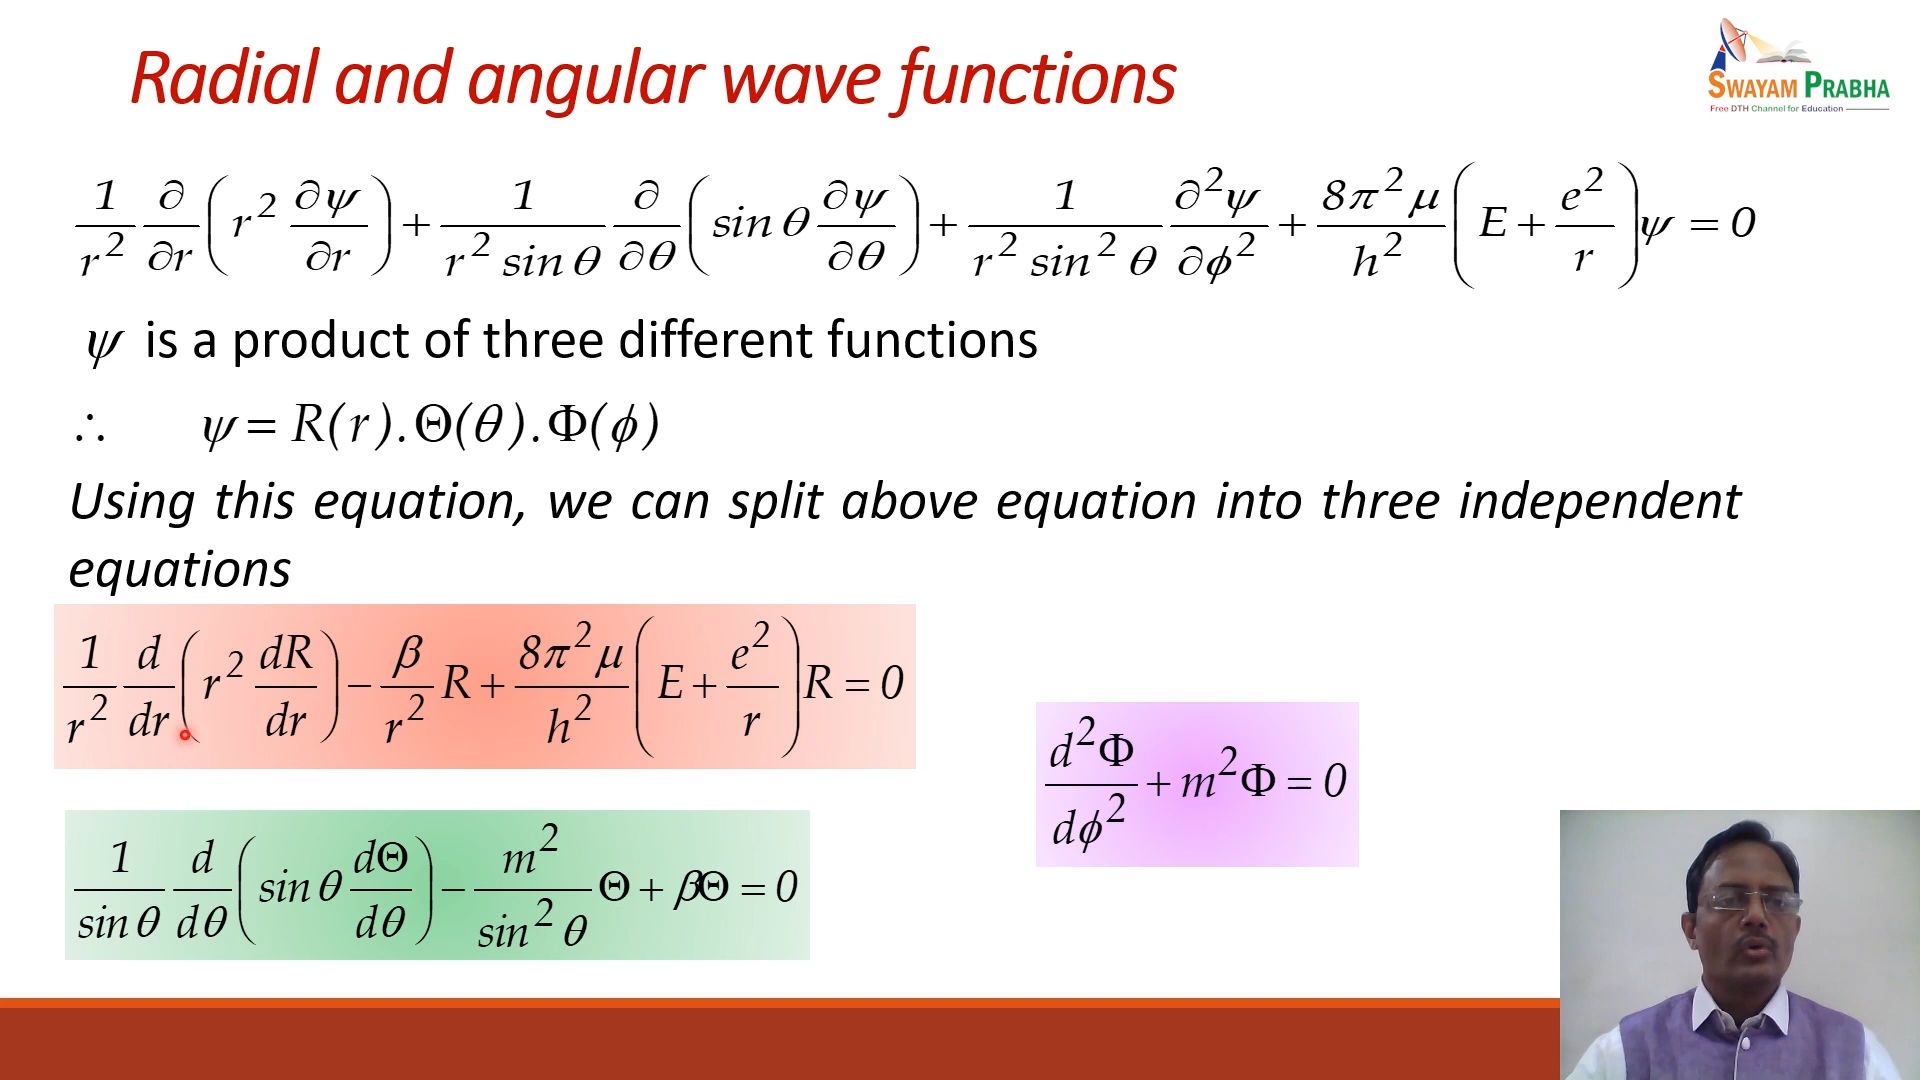 Radial and angular wave functions
SWAYAM PRABHA
Free DTH Channel for Education
1/r² ∂/∂r (r² ∂ψ/∂r) + 1/(r² sin θ) ∂/∂θ (sin θ ∂ψ/∂θ) + 1/(r² sin² θ) ∂²ψ/∂ϕ² + 8π²μ/h² (E + e²/r) ψ = 0
ψ is a product of three different functions
∴ ψ = R(r).Θ(θ).Φ(ϕ)
Using this equation, we can split above equation into three independent
equations
1/r² d/dr (r² dR/dr) − β/r² R + 8π²μ/h² (E + e²/r) R = 0
d²Φ/dϕ² + m²Φ = 0
1/sin θ d/dθ (sin θ dΘ/dθ) − m²/sin² θ Θ + βΘ = 0